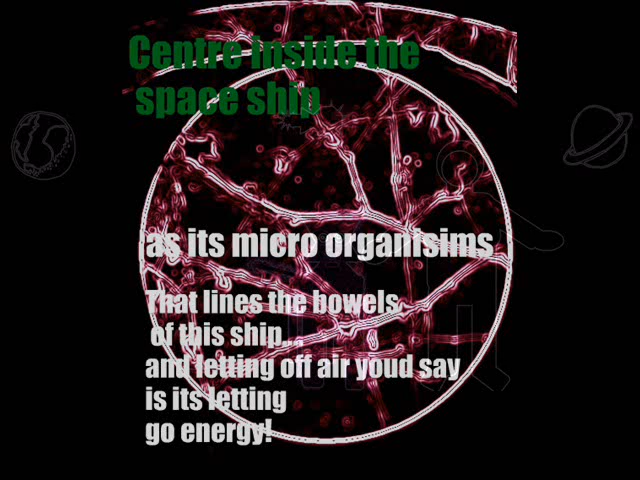 Centre inside the
space ship
as its micro organisims
That lines the bowels
of this ship...
and letting off air youd say
is its letting
go energy!